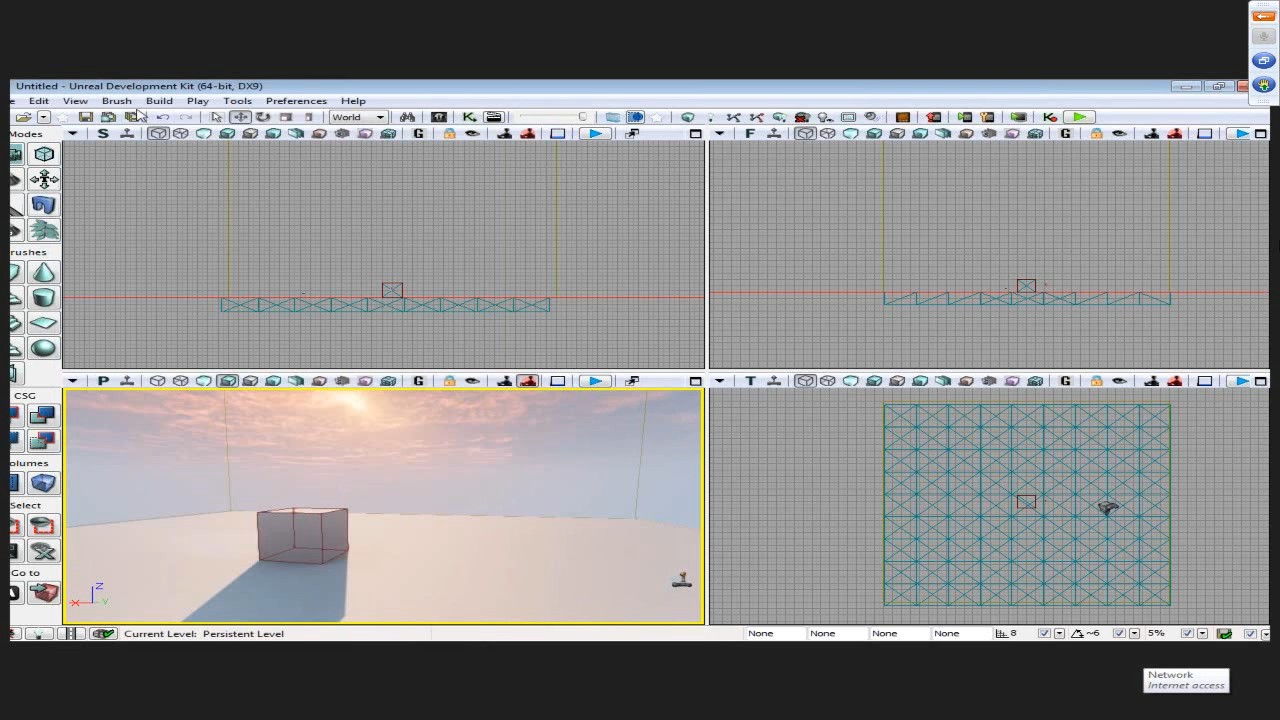 Untitled - Unreal Development Kit (64-bit, DX9)
e Edit View Brush Build Play Tools Preferences Help
World
Modes
S G
F G
rushes
P G
T G
CSG
olumes
Select
Go to
Z
X Y
Current Level: Persistent Level
None None None None 8 ~6 5%
Network
Internet access